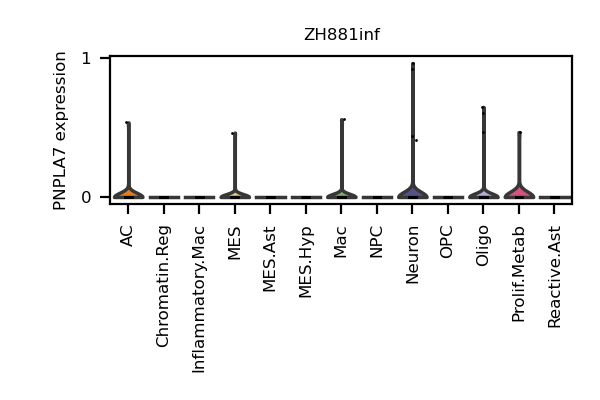 ZH881inf
PNPLA7 expression
1
0
AC
Chromatin.Reg
Inflammatory.Mac
MES
MES.Ast
MES.Hyp
Mac
NPC
Neuron
OPC
Oligo
Prolif.Metab
Reactive.Ast